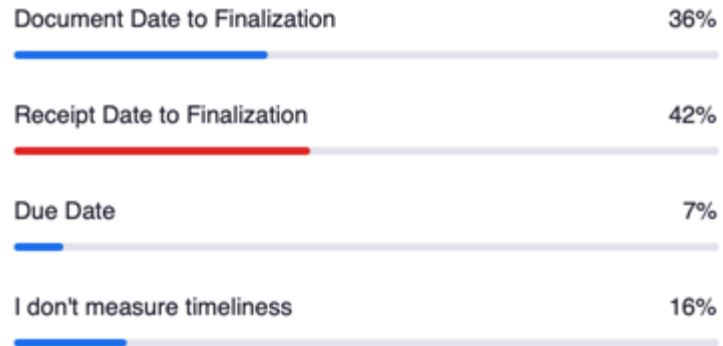 Document Date to Finalization 36%
Receipt Date to Finalization 42%
Due Date 7%
I don't measure timeliness 16%